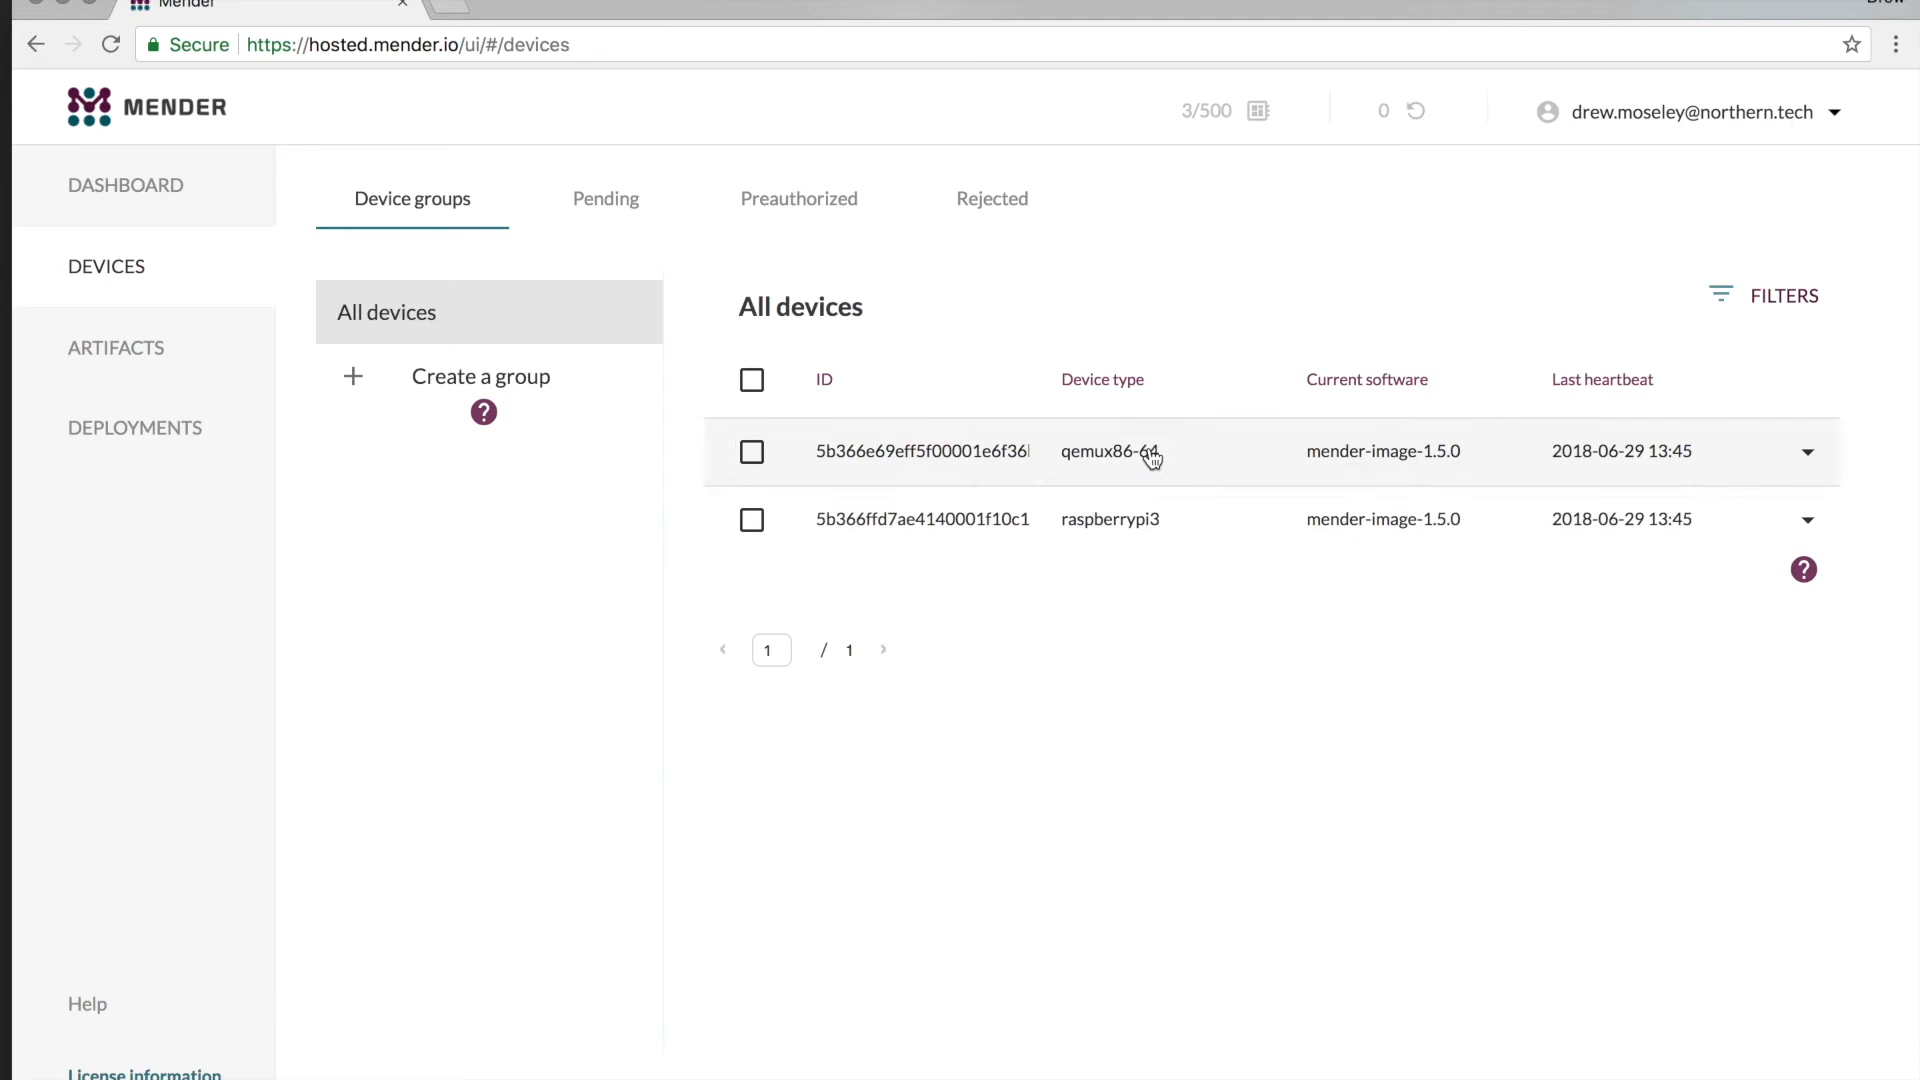 Mender
Secure https://hosted.mender.io/ui/#/devices
MENDER
3/500
0
drew.moseley@northern.tech
DASHBOARD
Device groups
Pending
Preauthorized
Rejected
DEVICES
All devices
All devices
FILTERS
ARTIFACTS
Create a group
?
ID
Device type
Current software
Last heartbeat
5b366e69eff5f00001e6f36
qemux86-64
mender-image-1.5.0
2018-06-29 13:45
DEPLOYMENTS
5b366ffd7ae4140001f10c1
raspberrypi3
mender-image-1.5.0
2018-06-29 13:45
?
1 / 1
Help
License information